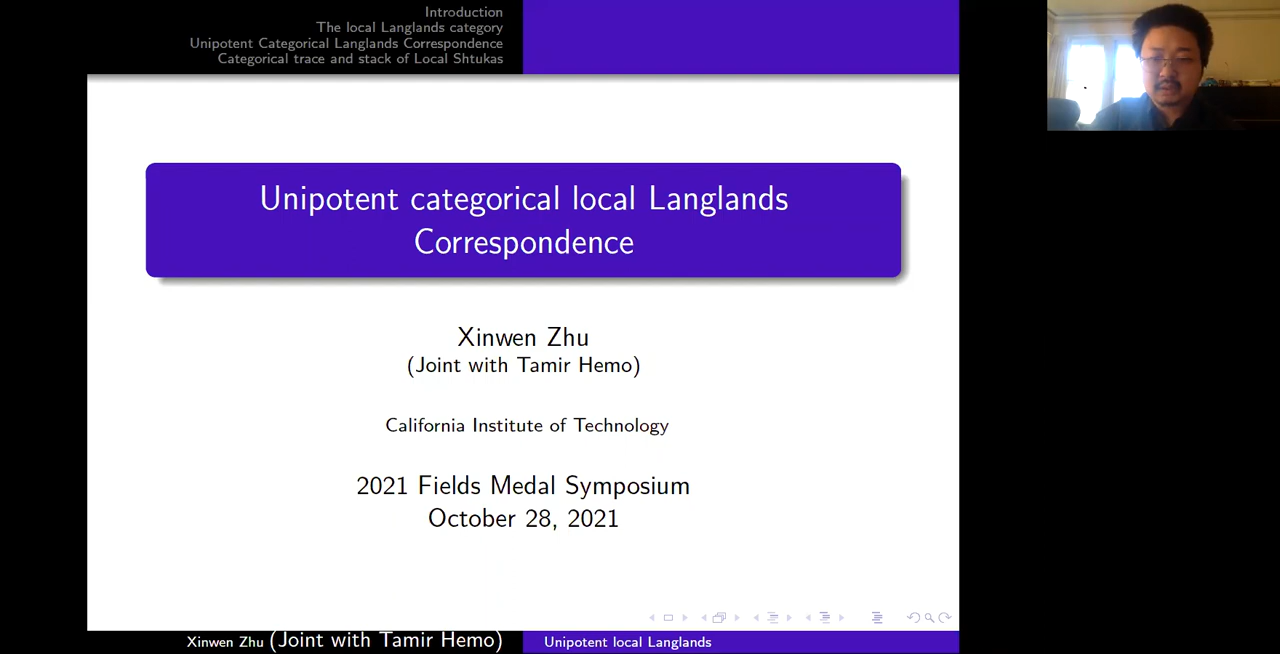 Introduction
The local Langlands category
Unipotent Categorical Langlands Correspondence
Categorical trace and stack of Local Shtukas
Unipotent categorical local Langlands
Correspondence
Xinwen Zhu
(Joint with Tamir Hemo)
California Institute of Technology
2021 Fields Medal Symposium
October 28, 2021
Xinwen Zhu (Joint with Tamir Hemo)
Unipotent local Langlands